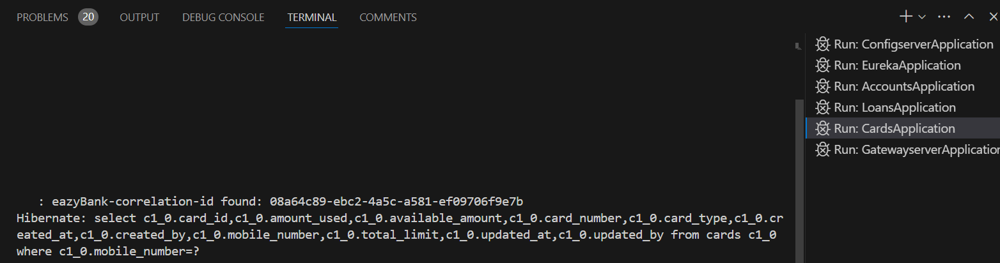 PROBLEMS 20 OUTPUT DEBUG CONSOLE TERMINAL COMMENTS
Run: ConfigserverApplication
Run: EurekaApplication
Run: AccountsApplication
Run: LoansApplication
Run: CardsApplication
Run: GatewayserverApplication
: eazyBank-correlation-id found: 08a64c89-ebc2-4a5c-a581-ef09706f9e7b
Hibernate: select c1_0.card_id,c1_0.amount_used,c1_0.available_amount,c1_0.card_number,c1_0.card_type,c1_0.cr
eated_at,c1_0.created_by,c1_0.mobile_number,c1_0.total_limit,c1_0.updated_at,c1_0.updated_by from cards c1_0
where c1_0.mobile_number=?